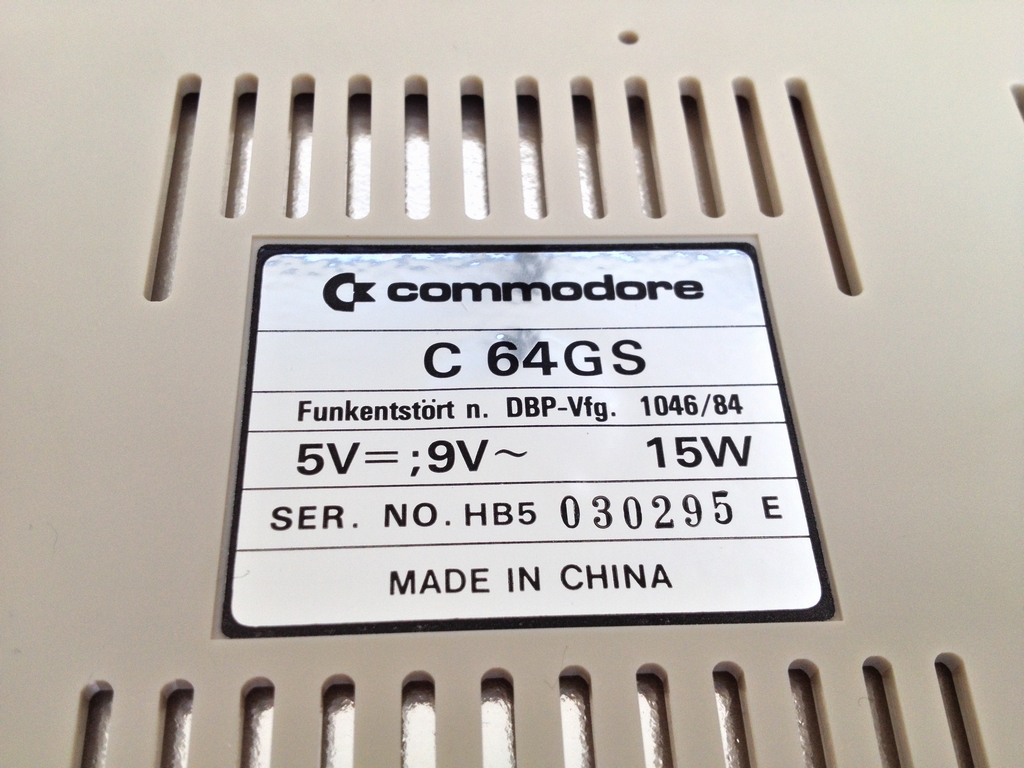 commodore
C 64GS
Funkentstört n. DBP-Vfg. 1046/84
5V=;9V~ 15W
SER. NO. HB5 030295 E
MADE IN CHINA